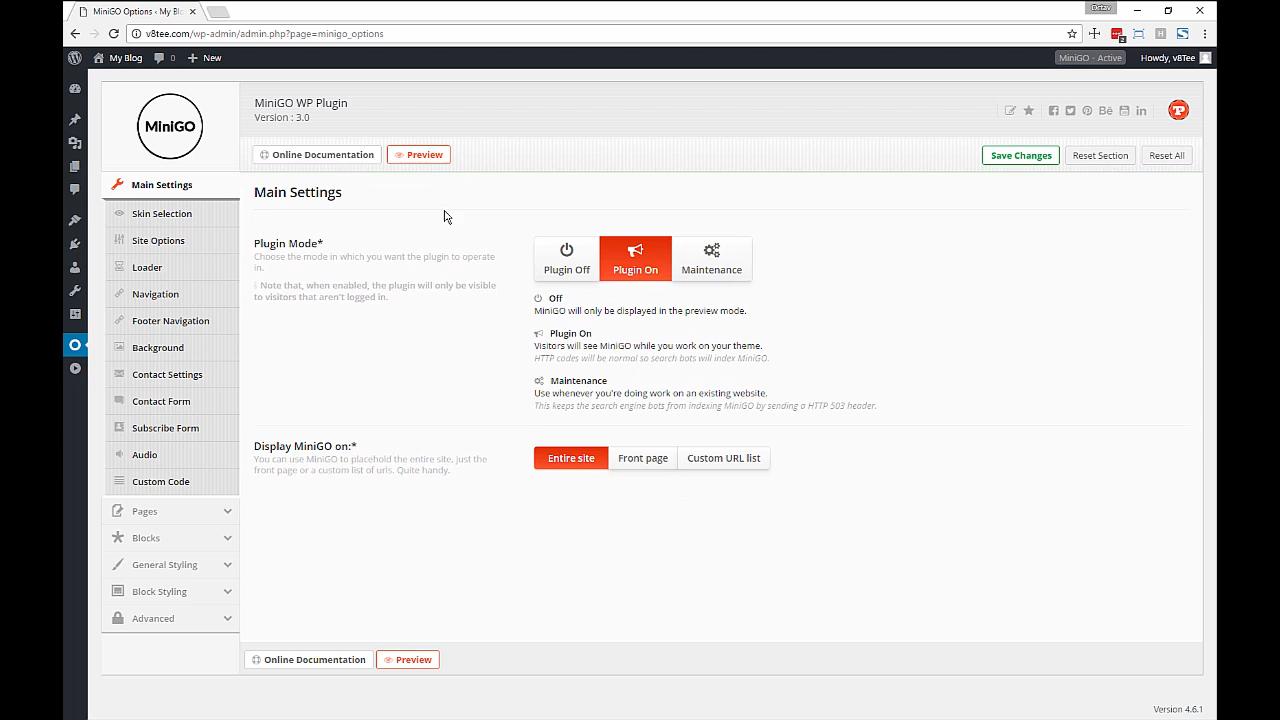 MiniGO Options ‹ My Blo
Octav
v8tee.com/wp-admin/admin.php?page=minigo_options
2
My Blog
0
New
MiniGO - Active
Howdy, v8Tee
MiniGO
MiniGO WP Plugin
Version : 3.0
Bē
Online Documentation
Preview
Save Changes
Reset Section
Reset All
Main Settings
Skin Selection
Site Options
Loader
Navigation
Footer Navigation
Background
Contact Settings
Contact Form
Subscribe Form
Audio
Custom Code
Pages
Blocks
General Styling
Block Styling
Advanced
Main Settings
Plugin Mode*
Choose the mode in which you want the plugin to operate
in.
Note that, when enabled, the plugin will only be visible
to visitors that aren't logged in.
Plugin Off
Plugin On
Maintenance
Off
MiniGO will only be displayed in the preview mode.
Plugin On
Visitors will see MiniGO while you work on your theme.
HTTP codes will be normal so search bots will index MiniGO.
Maintenance
Use whenever you're doing work on an existing website.
This keeps the search engine bots from indexing MiniGO by sending a HTTP 503 header.
Display MiniGO on:*
You can use MiniGO to placehold the entire site, just the
front page or a custom list of urls. Quite handy.
Entire site
Front page
Custom URL list
Online Documentation
Preview
Version 4.6.1